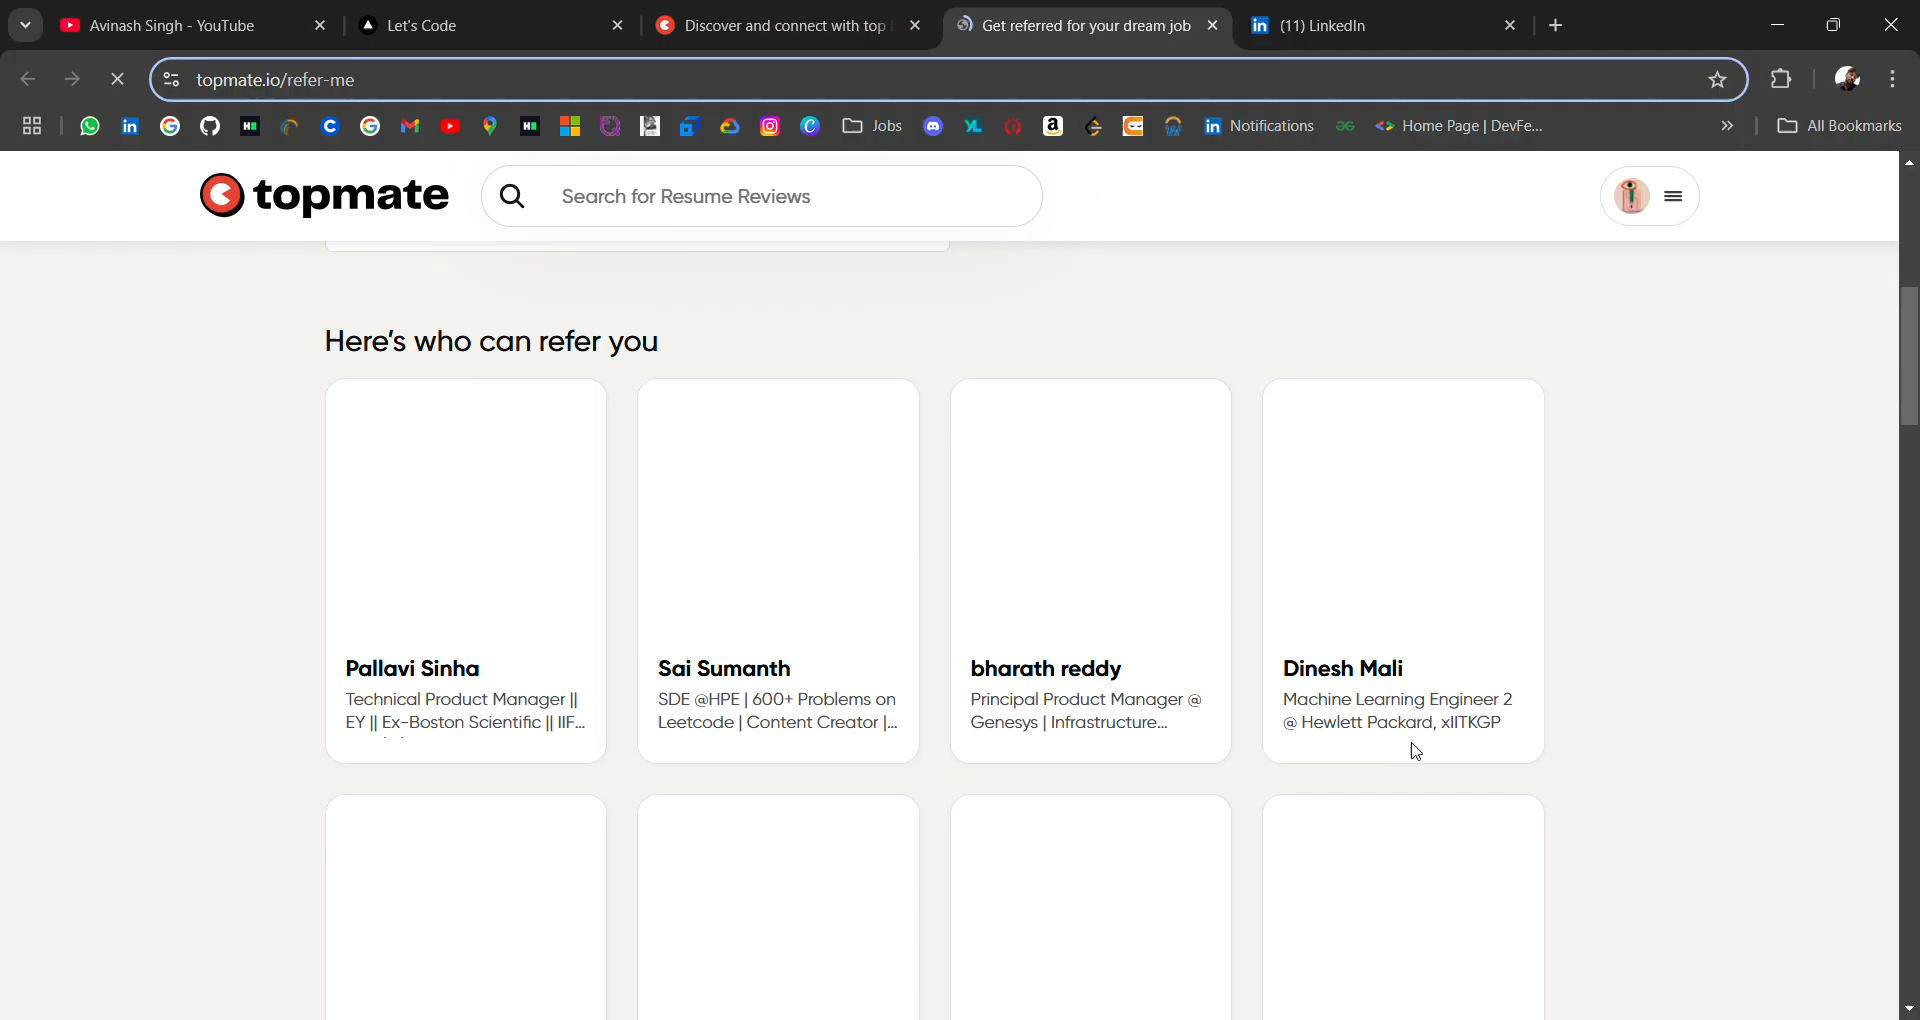 Avinash Singh - YouTube
Let's Code
Discover and connect with top
Get referred for your dream job
(11) LinkedIn
topmate.io/refer-me
Jobs
Notifications
Home Page | DevFe...
All Bookmarks
topmate
Search for Resume Reviews
Here's who can refer you
Pallavi Sinha
Technical Product Manager ||
EY || Ex-Boston Scientific || IIF...
Sai Sumanth
SDE @HPE | 600+ Problems on
Leetcode | Content Creator |...
bharath reddy
Principal Product Manager @
Genesys | Infrastructure...
Dinesh Mali
Machine Learning Engineer 2
@ Hewlett Packard, xIITKGP